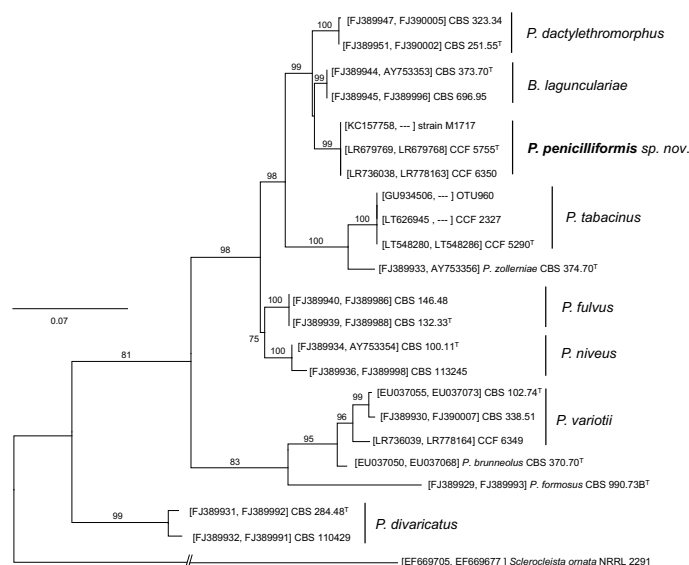 100
[FJ389947, FJ390005] CBS 323.34
[FJ389951, FJ390002] CBS 251.55ᵀ
P. dactylethromorphus
99
99
[FJ389944, AY753353] CBS 373.70ᵀ
[FJ389945, FJ389996] CBS 696.95
B. lagunculariae
99
[KC157758, ---] strain M1717
[LR679769, LR679768] CCF 5755ᵀ
[LR736038, LR778163] CCF 6350
P. penicilliformis sp. nov.
98
100
100
[GU934506, ---] OTU960
[LT626945 , ---] CCF 2327
[LT548280, LT548286] CCF 5290ᵀ
P. tabacinus
[FJ389933, AY753356] P. zollerniae CBS 374.70ᵀ
98
100
[FJ389940, FJ389986] CBS 146.48
[FJ389939, FJ389988] CBS 132.33ᵀ
P. fulvus
0.07
75
100
[FJ389934, AY753354] CBS 100.11ᵀ
[FJ389936, FJ389998] CBS 113245
P. niveus
81
99
[EU037055, EU037073] CBS 102.74ᵀ
96
[FJ389930, FJ390007] CBS 338.51
[LR736039, LR778164] CCF 6349
P. variotii
95
[EU037050, EU037068] P. brunneolus CBS 370.70ᵀ
83
[FJ389929, FJ389993] P. formosus CBS 990.73Bᵀ
99
[FJ389931, FJ389992] CBS 284.48ᵀ
[FJ389932, FJ389991] CBS 110429
P. divaricatus
//
[EF669705, EF669677 ] Sclerocleista ornata NRRL 2291